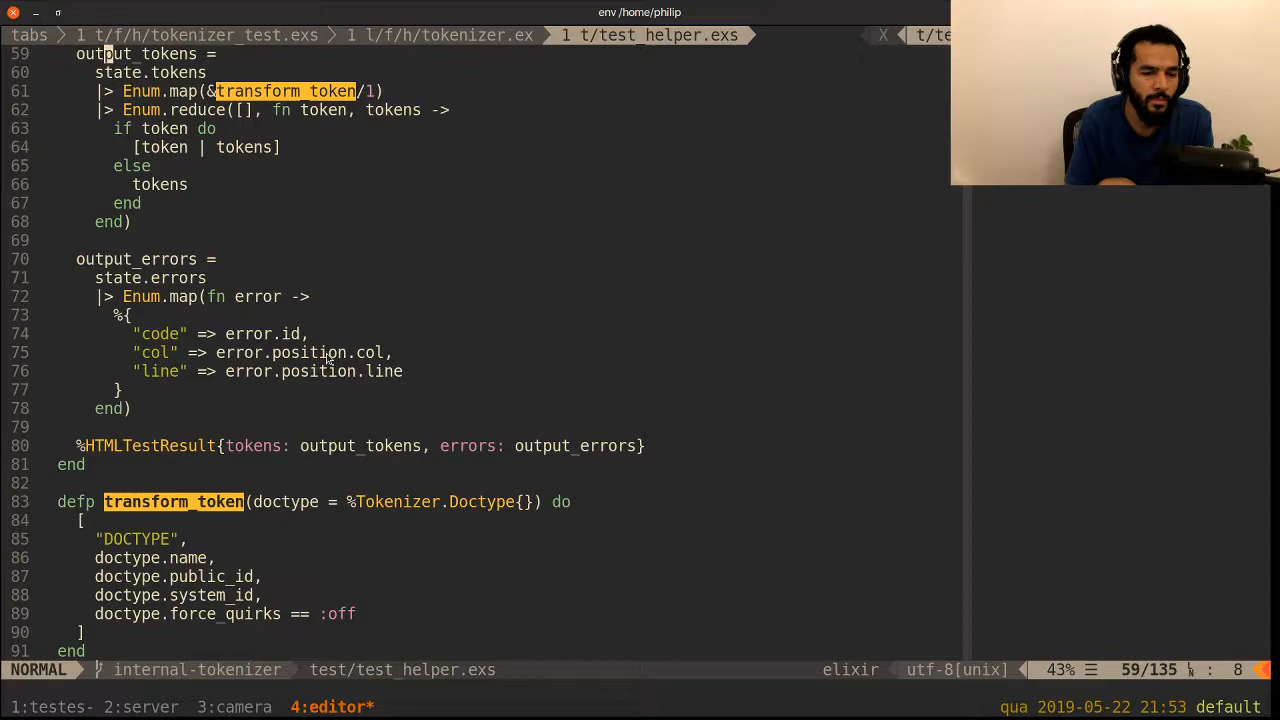 env /home/philip
tabs 1 t/f/h/tokenizer_test.exs 1 l/f/h/tokenizer.ex 1 t/test_helper.exs X t/te
59 output_tokens =
60 state.tokens
61 |> Enum.map(&transform_token/1)
62 |> Enum.reduce([], fn token, tokens ->
63 if token do
64 [token | tokens]
65 else
66 tokens
67 end
68 end)
69
70 output_errors =
71 state.errors
72 |> Enum.map(fn error ->
73 %{
74 "code" => error.id,
75 "col" => error.position.col,
76 "line" => error.position.line
77 }
78 end)
79
80 %HTMLTestResult{tokens: output_tokens, errors: output_errors}
81 end
82
83 defp transform_token(doctype = %Tokenizer.Doctype{}) do
84 [
85 "DOCTYPE",
86 doctype.name,
87 doctype.public_id,
88 doctype.system_id,
89 doctype.force_quirks == :off
90 ]
91 end
NORMAL internal-tokenizer test/test_helper.exs elixir utf-8[unix] 43% ☰ 59/135 : 8
1:testes- 2:server 3:camera 4:editor* qua 2019-05-22 21:53 default